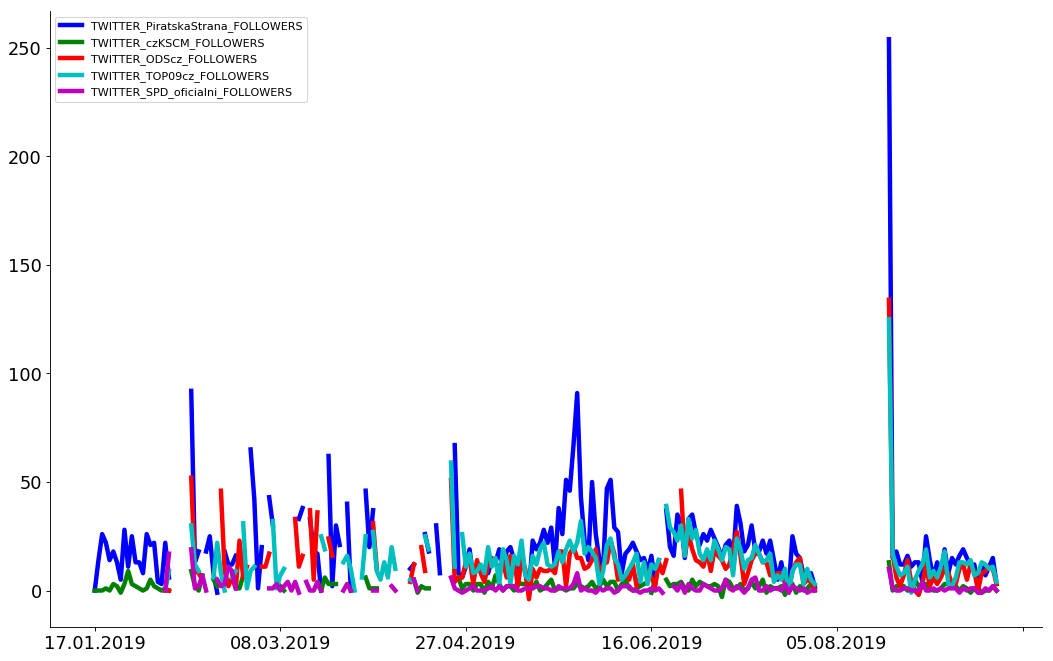 TWITTER_PiratskaStrana_FOLLOWERS
TWITTER_czKSCM_FOLLOWERS
TWITTER_ODScz_FOLLOWERS
TWITTER_TOP09cz_FOLLOWERS
TWITTER_SPD_oficialni_FOLLOWERS
250
200
150
100
50
0
17.01.2019 08.03.2019 27.04.2019 16.06.2019 05.08.2019